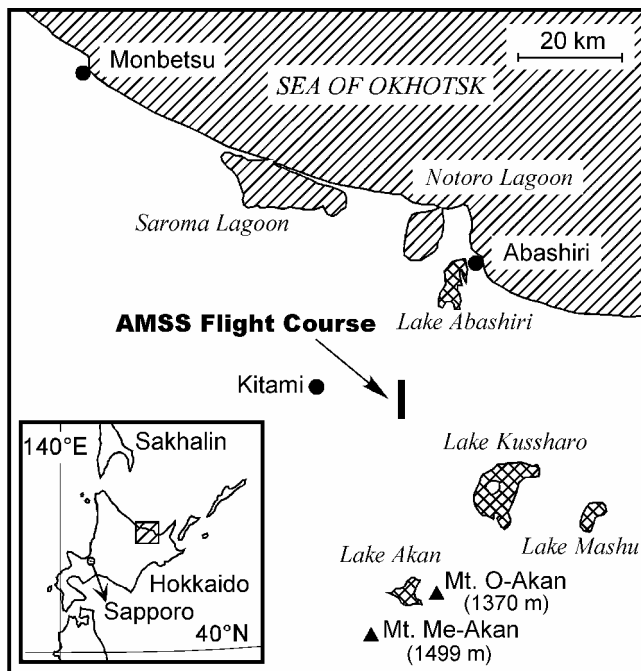 20 km
Monbetsu
SEA OF OKHOTSK
Notoro Lagoon
Saroma Lagoon
Abashiri
AMSS Flight Course
Lake Abashiri
Kitami
140°E
Sakhalin
Lake Kussharo
Lake Mashu
Lake Akan
Hokkaido
Mt. O-Akan
(1370 m)
Sapporo
40°N
Mt. Me-Akan
(1499 m)